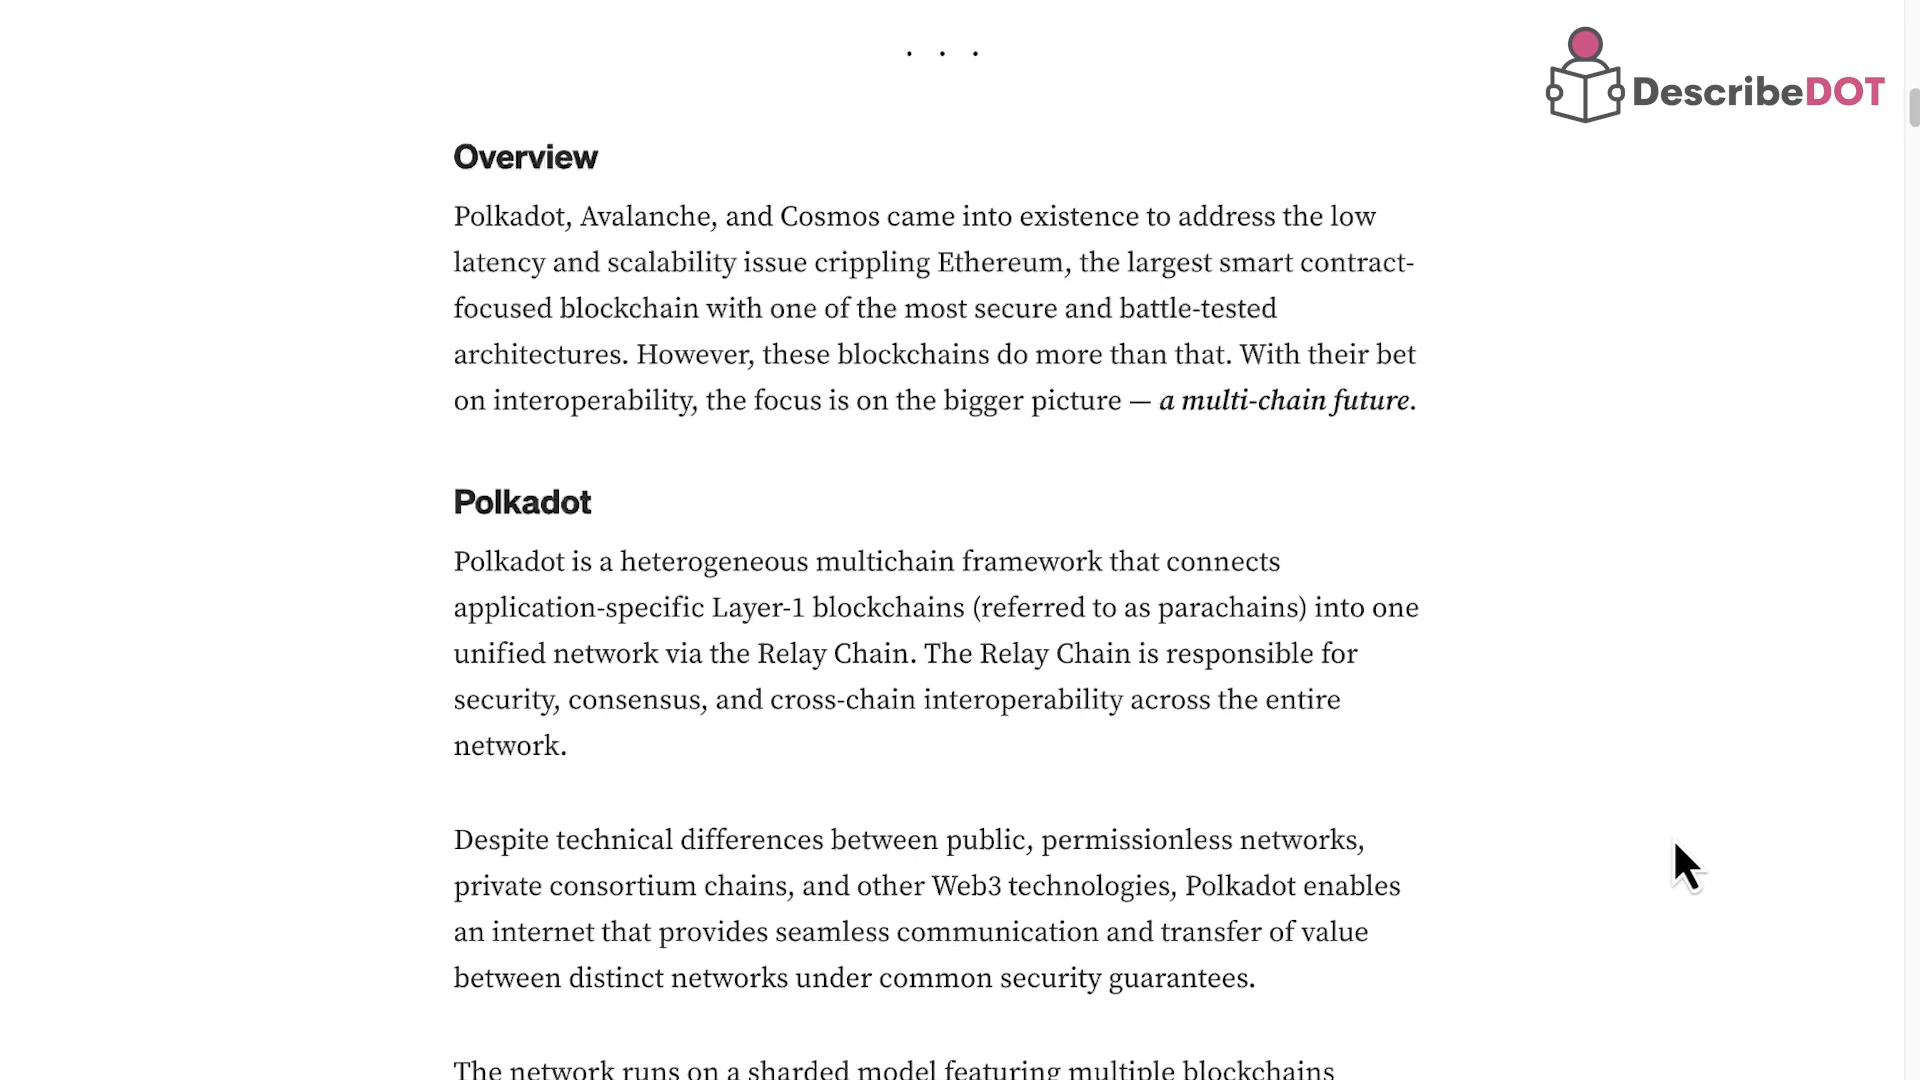 . . .
DescribeDOT
Overview
Polkadot, Avalanche, and Cosmos came into existence to address the low
latency and scalability issue crippling Ethereum, the largest smart contract-
focused blockchain with one of the most secure and battle-tested
architectures. However, these blockchains do more than that. With their bet
on interoperability, the focus is on the bigger picture — a multi-chain future.
Polkadot
Polkadot is a heterogeneous multichain framework that connects
application-specific Layer-1 blockchains (referred to as parachains) into one
unified network via the Relay Chain. The Relay Chain is responsible for
security, consensus, and cross-chain interoperability across the entire
network.
Despite technical differences between public, permissionless networks,
private consortium chains, and other Web3 technologies, Polkadot enables
an internet that provides seamless communication and transfer of value
between distinct networks under common security guarantees.
The network runs on a sharded model featuring multiple blockchains